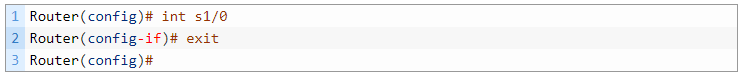 1 Router(config)# int s1/0
2 Router(config-if)# exit
3 Router(config)#